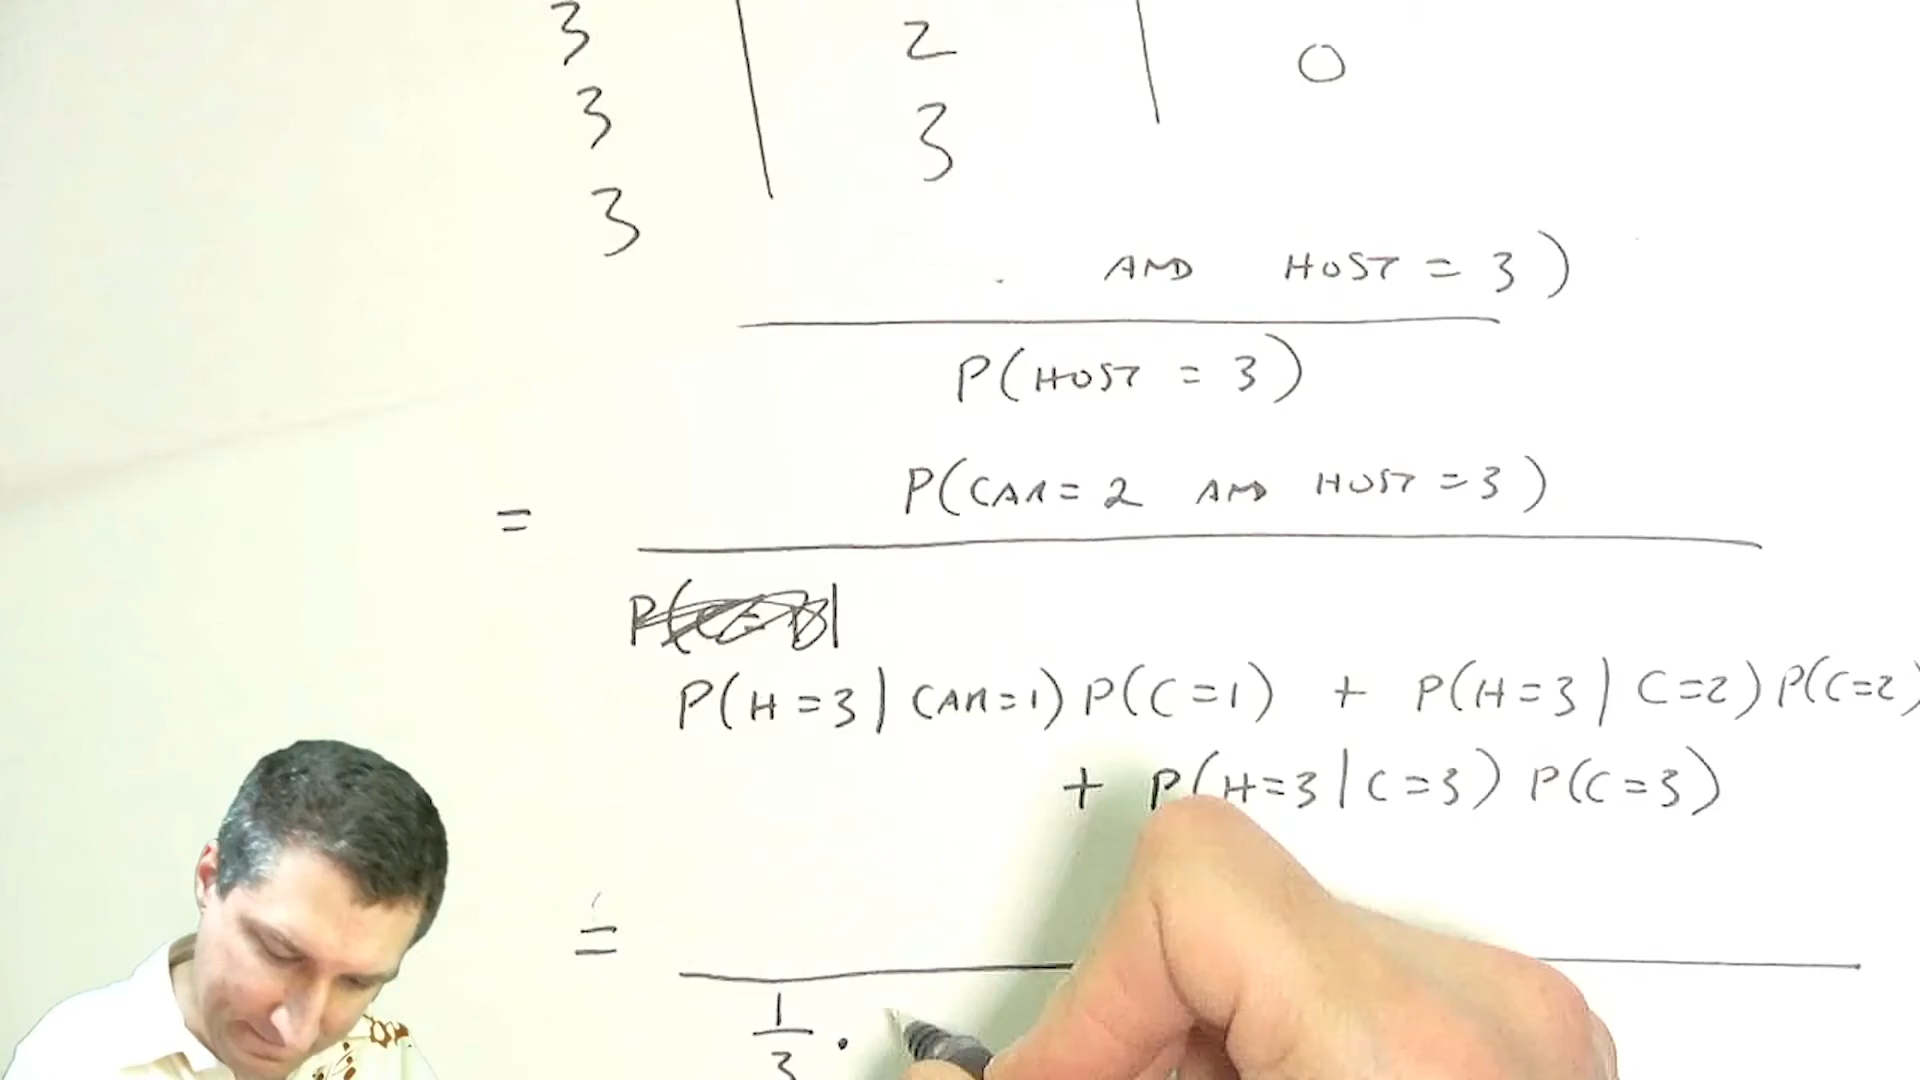 3 | 2 | 0
3 3
3
AND HOST = 3)
P(HOST = 3)
= P(CAR=2 AND HOST=3)
P(H=3|CAR=1)P(C=1) + P(H=3|C=2)P(C=2)
+ P(H=3|C=3) P(C=3)
=
1/3 ·